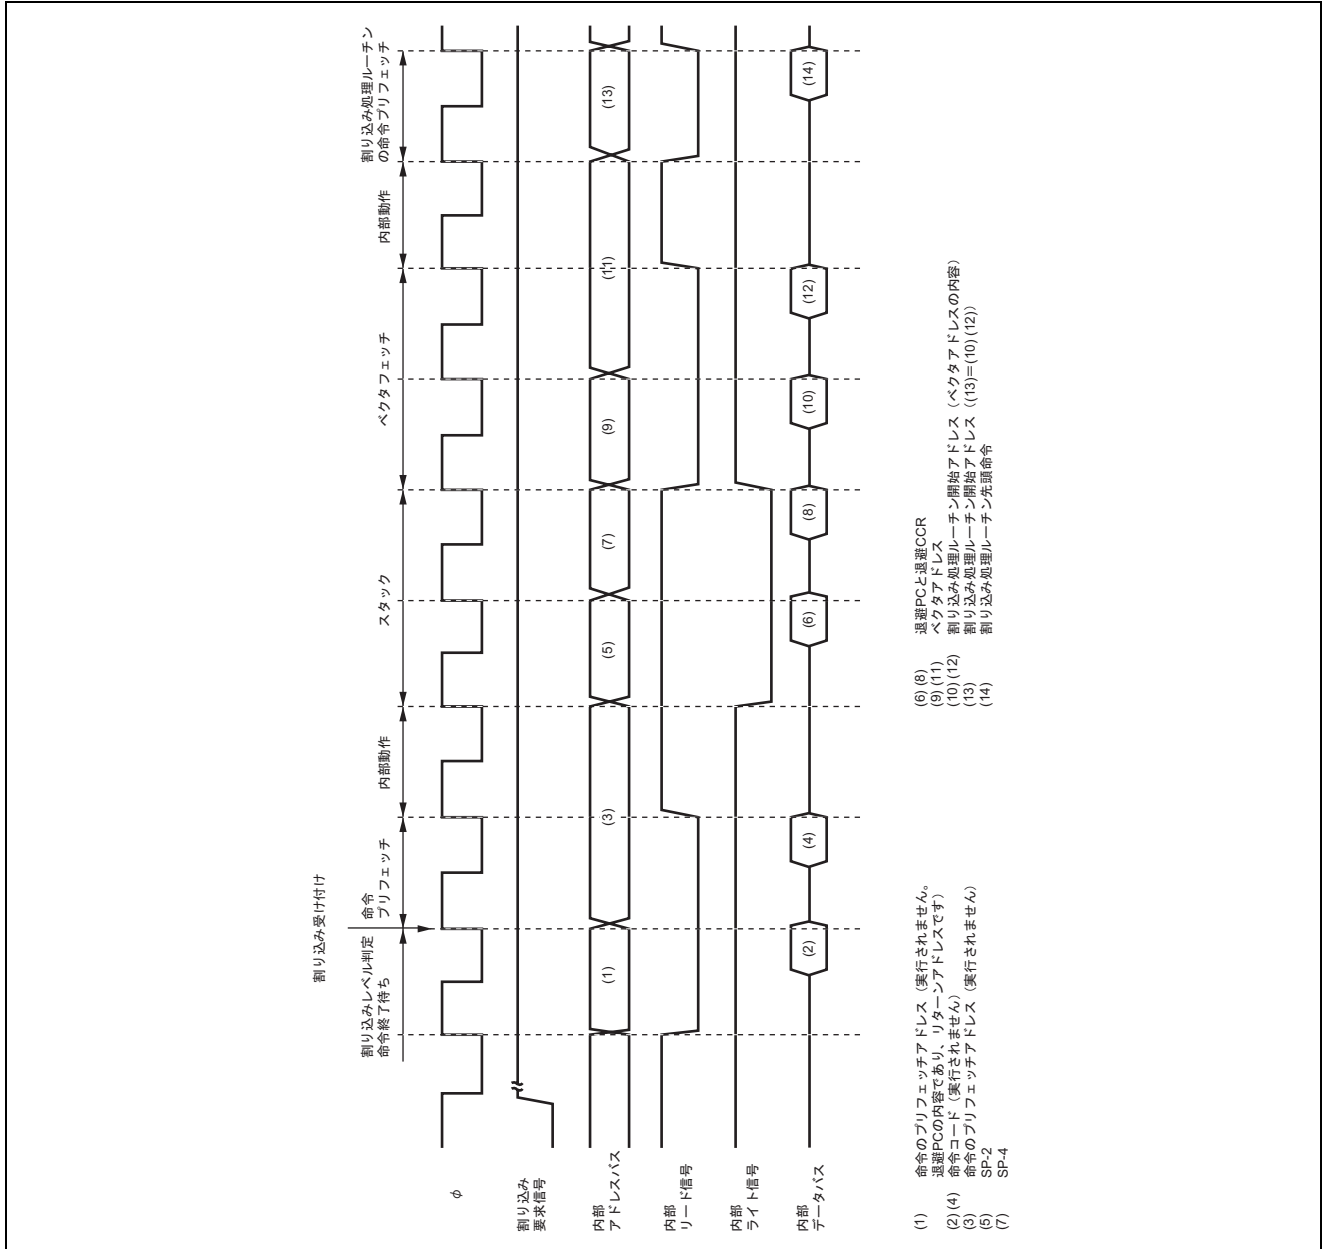 割り込み受け付け
割り込みレベル判定
命令終了待ち
命令
プリフェッチ
内部動作
スタック
ベクタフェッチ
内部動作
割り込み処理ルーチン
の命令プリフェッチ
φ
割り込み
要求信号
内部
アドレスバス
(1)
(3)
(5)
(7)
(9)
(11)
(13)
内部
リード信号
内部
ライト信号
内部
データバス
(2)
(4)
(6)
(8)
(10)
(12)
(14)
(1) 命令のプリフェッチアドレス（実行されません。
退避PCの内容であり、リターンアドレスです）
(2) (4) 命令コード（実行されません）
(3) 命令のプリフェッチアドレス（実行されません）
(5) SP-2
(7) SP-4
(6) (8) 退避PCと退避CCR
(9) (11) ベクタアドレス
(10) (12) 割り込み処理ルーチン開始アドレス（ベクタアドレスの内容）
(13) 割り込み処理ルーチン開始アドレス（(13)＝(10) (12)）
(14) 割り込み処理ルーチン先頭命令